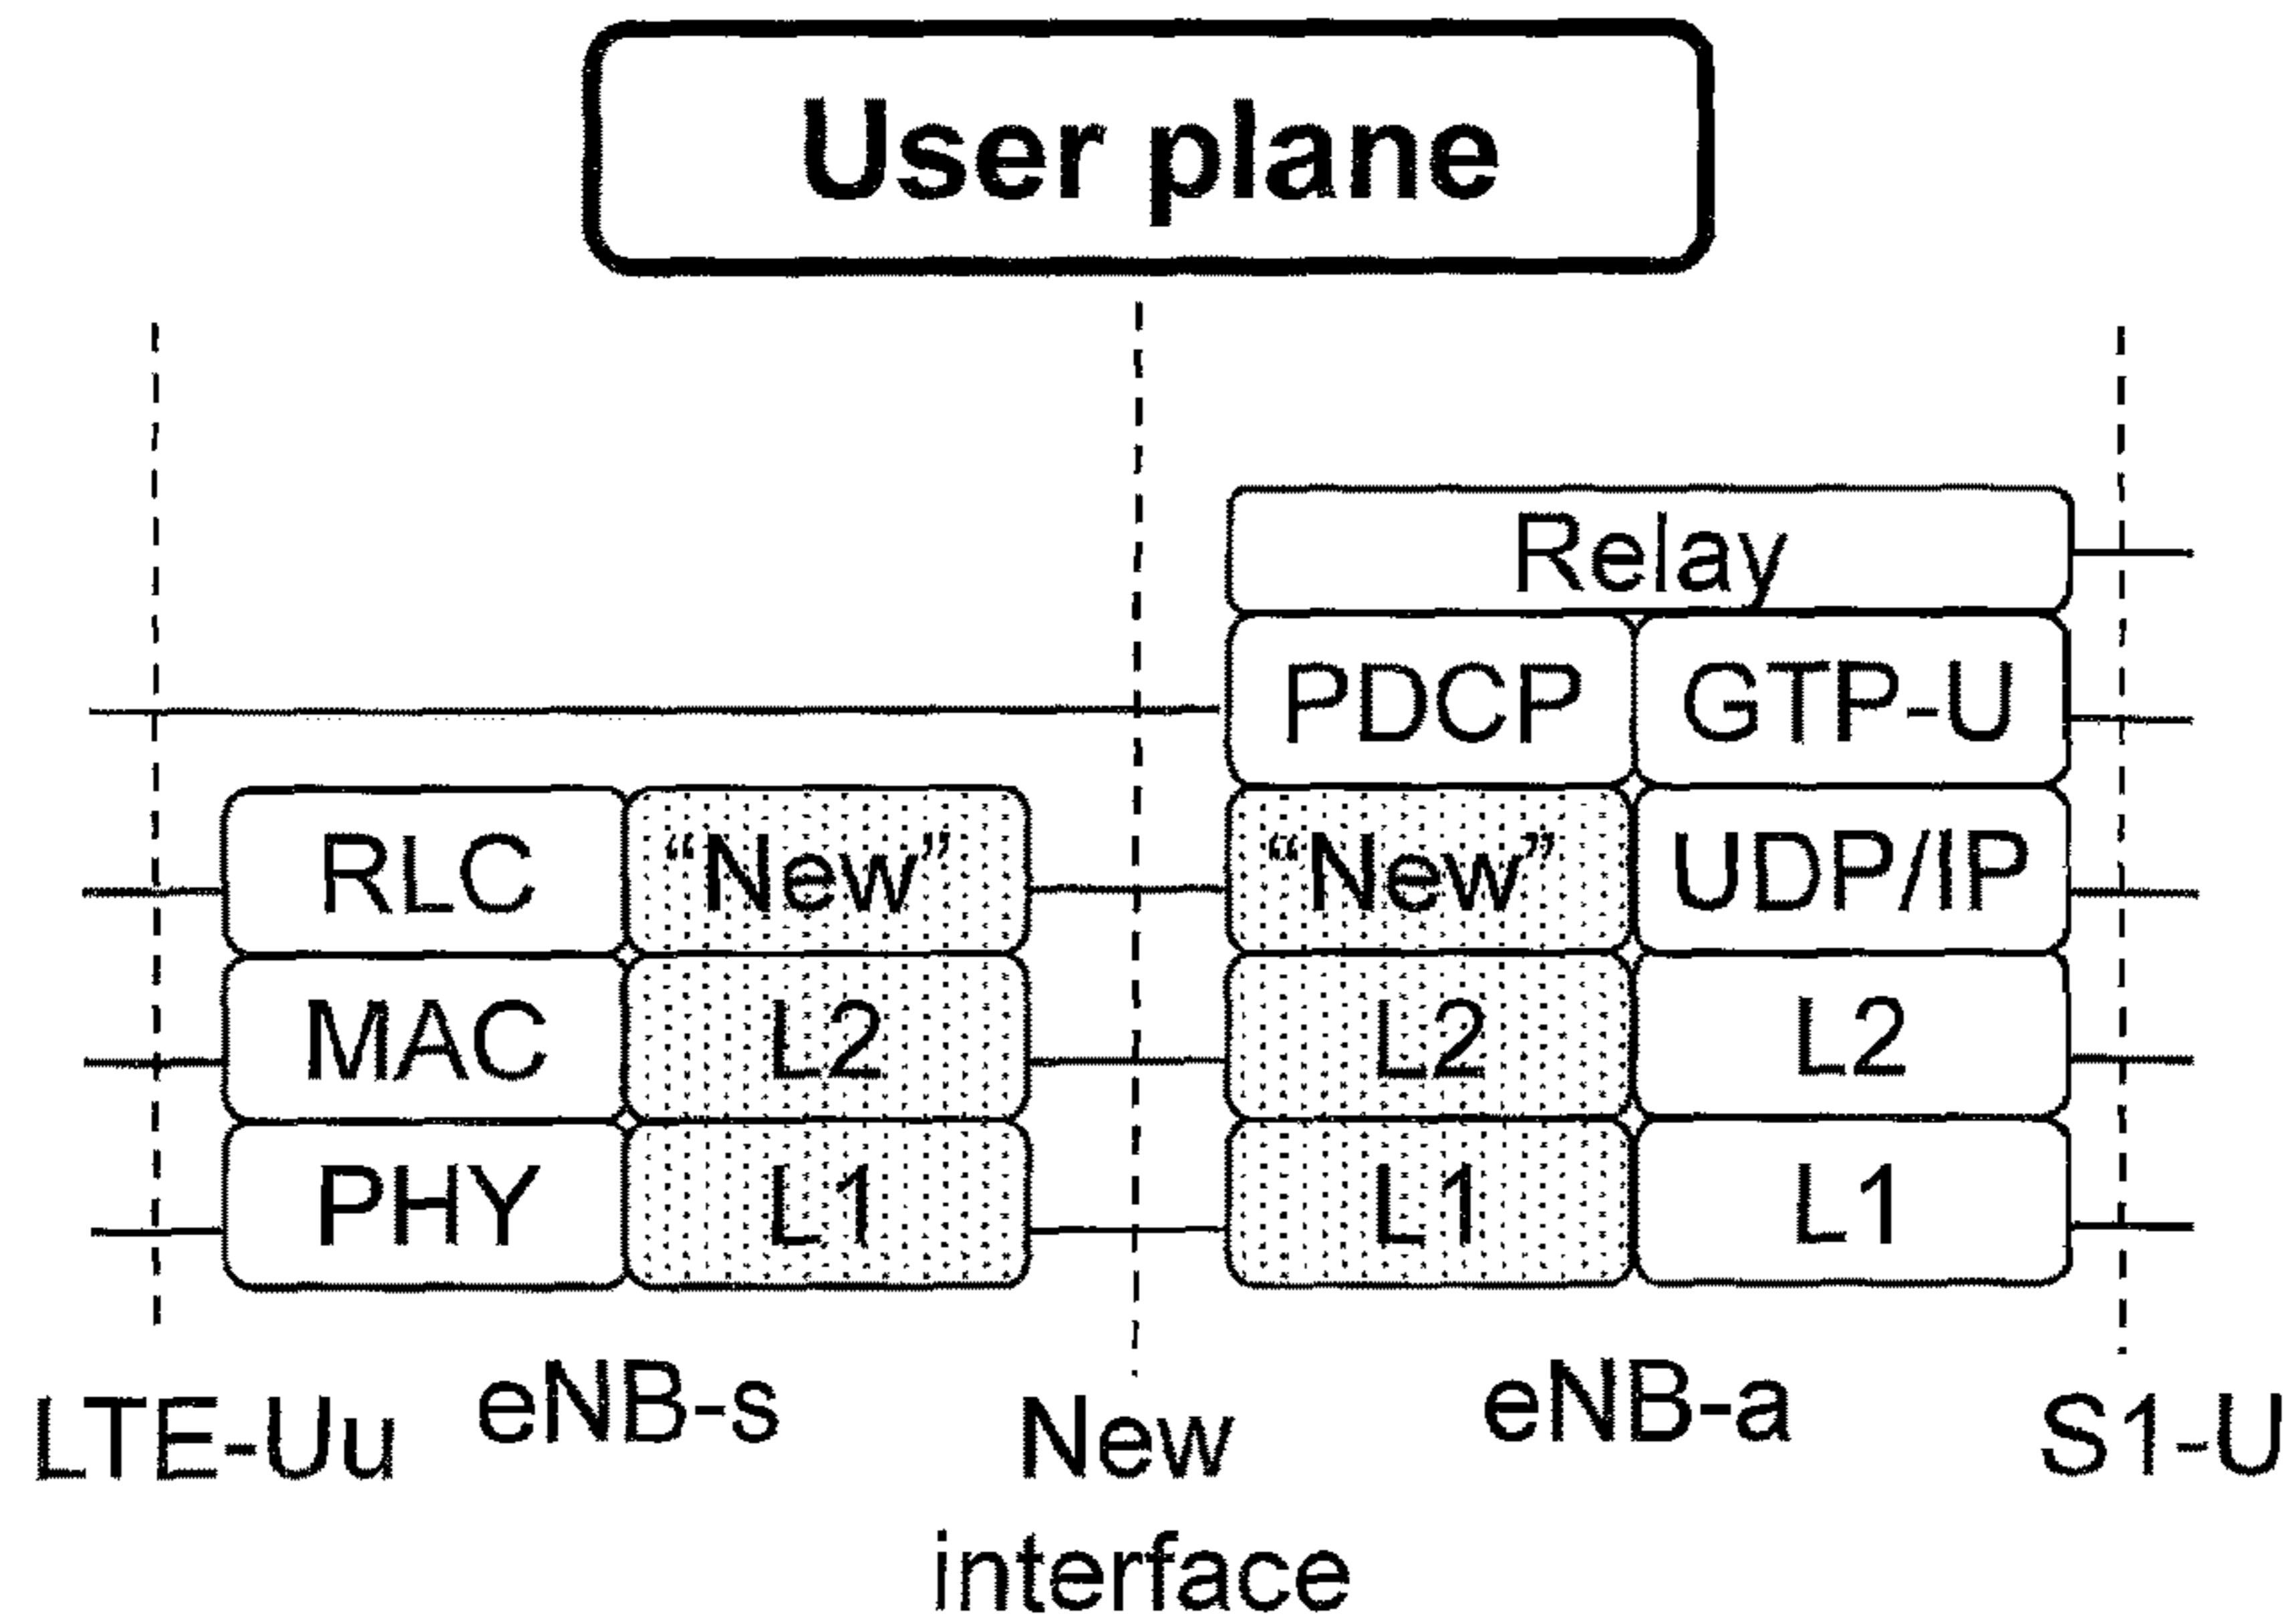 User plane
Relay
PDCP GTP-U
RLC “New” “New” UDP/IP
MAC L2 L2 L2
PHY L1 L1 L1
LTE-Uu eNB-s New eNB-a S1-U
interface